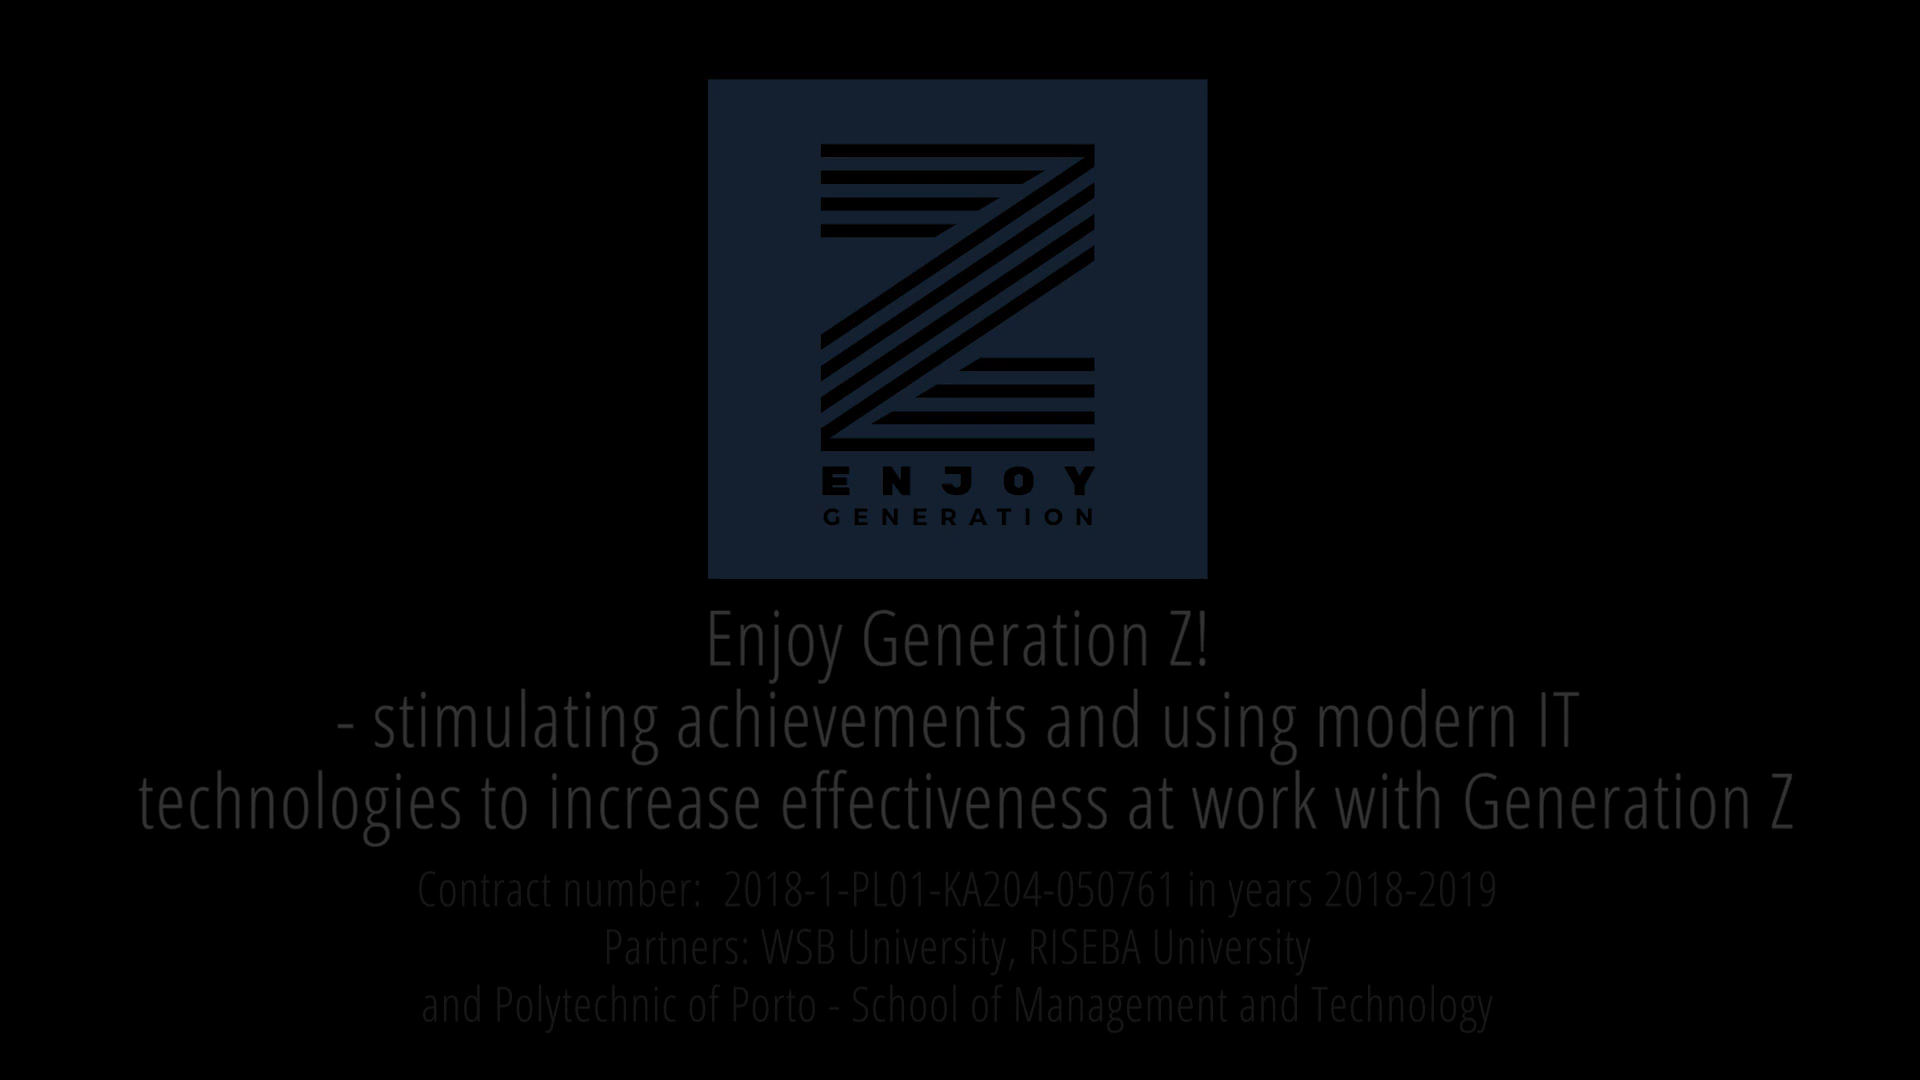 Z
ENJOY
GENERATION
Enjoy Generation Z!
- stimulating achievements and using modern IT
technologies to increase effectiveness at work with Generation Z
Contract number:  2018-1-PL01-KA204-050761 in years 2018-2019
Partners: WSB University, RISEBA University
and Polytechnic of Porto - School of Management and Technology